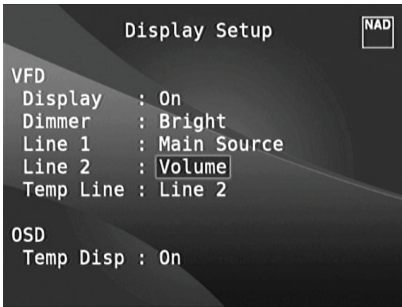 Display Setup
NAD
VFD
Display : On
Dimmer : Bright
Line 1 : Main Source
Line 2 : Volume
Temp Line : Line 2
OSD
Temp Disp : On